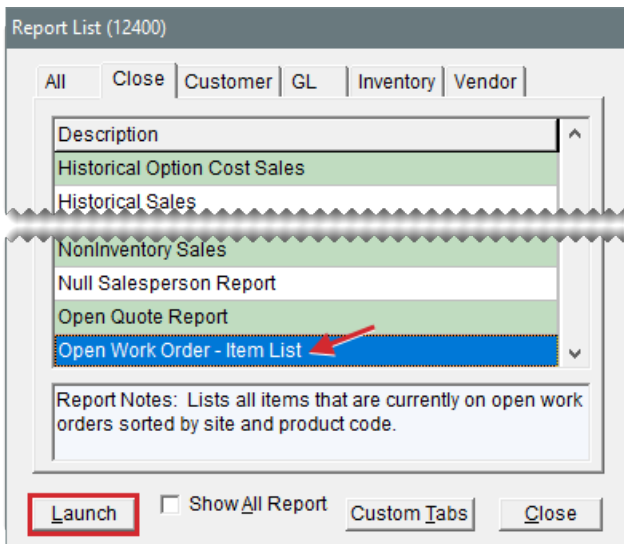 Report List (12400)
All Close Customer GL Inventory Vendor
Description
Historical Option Cost Sales
Historical Sales
NonInventory Sales
Null Salesperson Report
Open Quote Report
Open Work Order - Item List
Report Notes:  Lists all items that are currently on open work
orders sorted by site and product code.
Launch Show All Report Custom Tabs Close